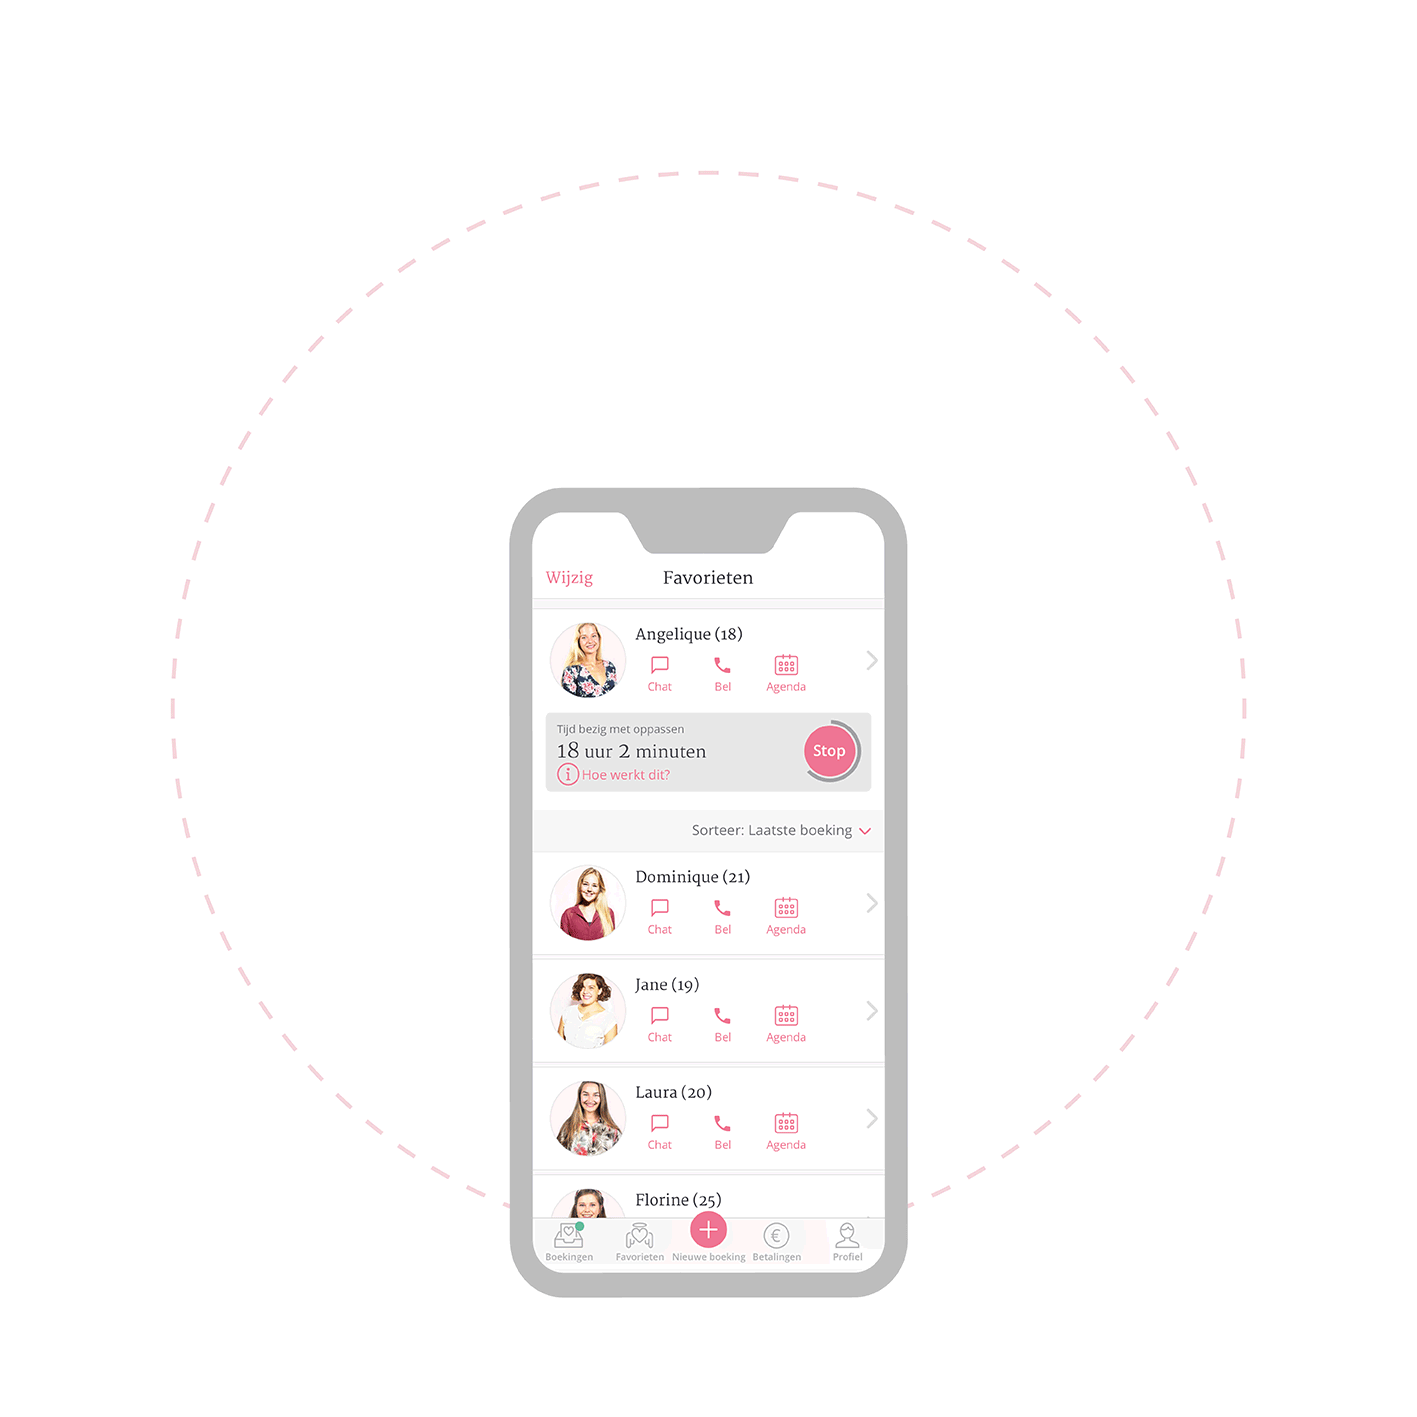 Wijzig Favorieten
Angelique (18)
Chat Bel Agenda
Tijd bezig met oppassen
18 uur 2 minuten
Stop
Hoe werkt dit?
Sorteer: Laatste boeking
Dominique (21)
Chat Bel Agenda
Jane (19)
Chat Bel Agenda
Laura (20)
Chat Bel Agenda
Florine (25)
Boekingen Favorieten Nieuwe boeking Betalingen Profiel